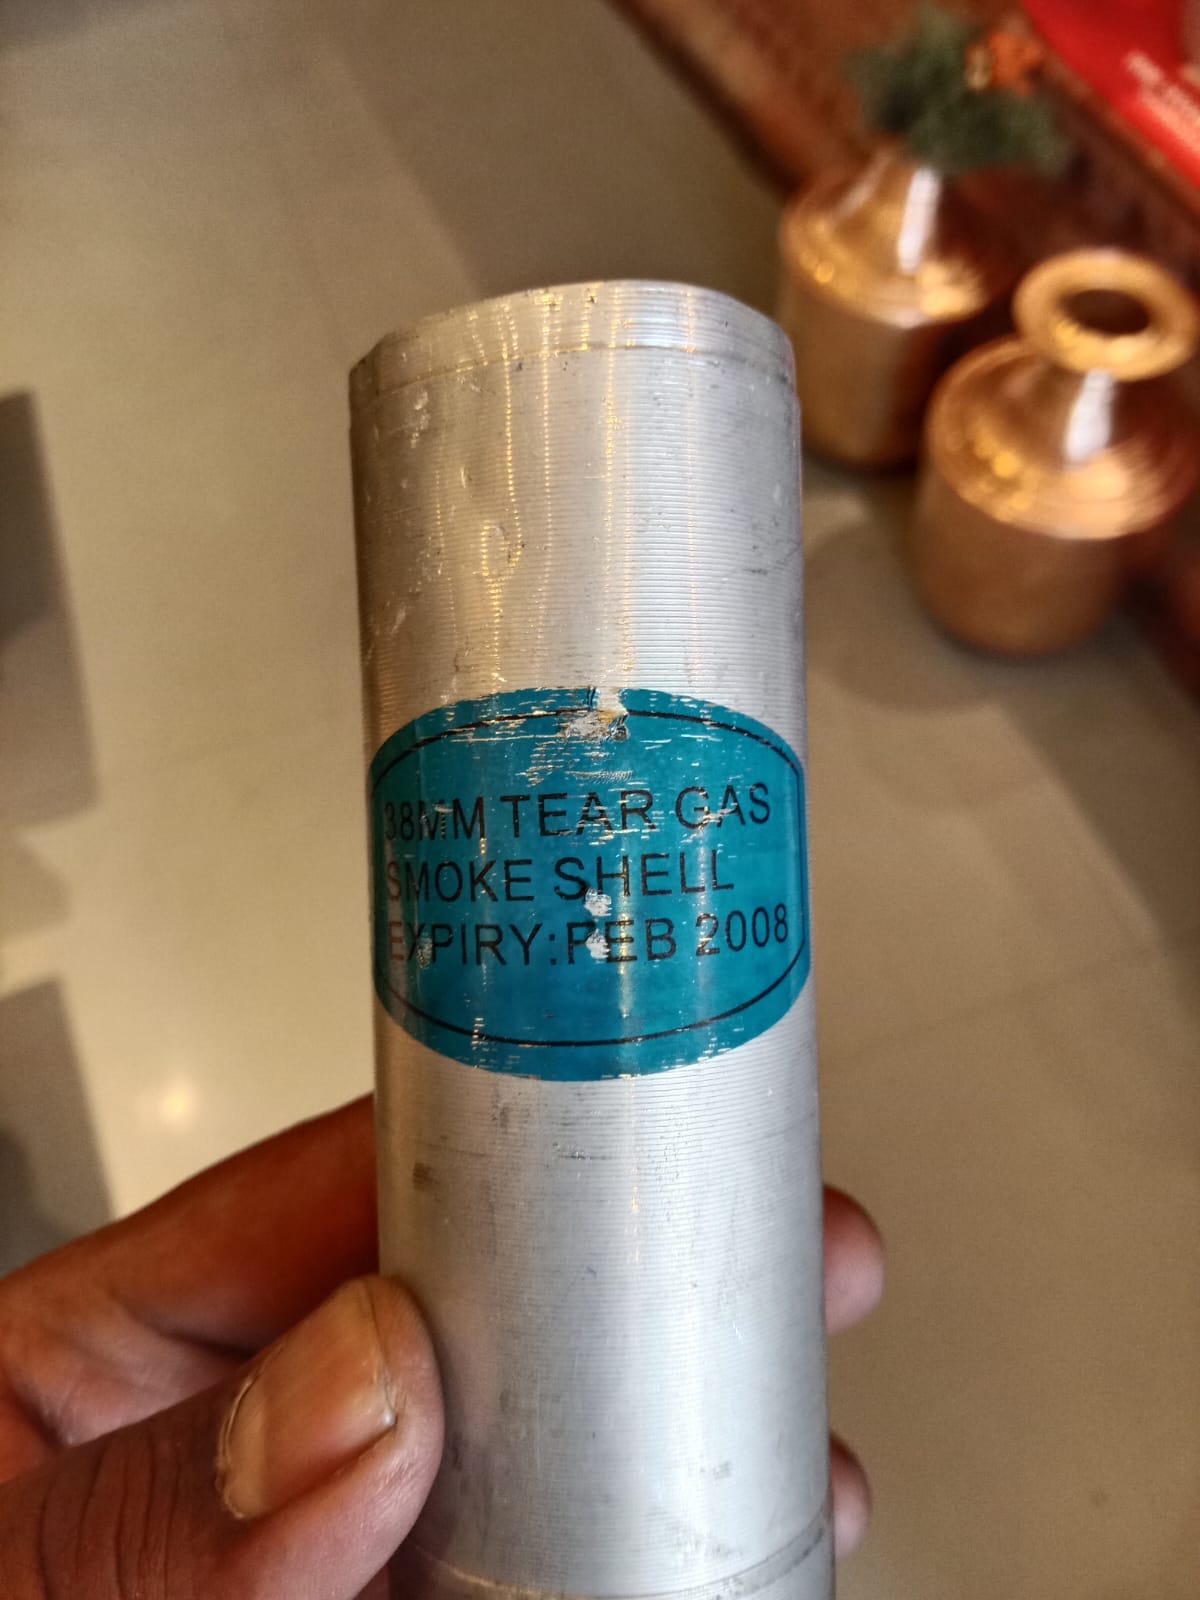 38MM TEAR GAS
SMOKE SHELL
EXPIRY:FEB 2008